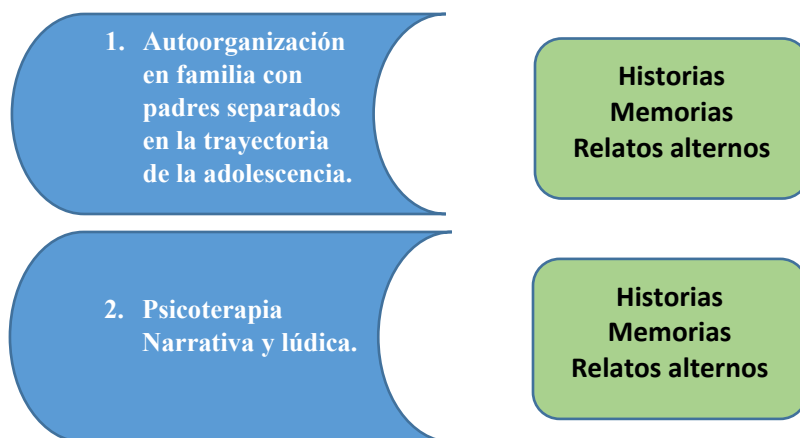 1. Autoorganización
en familia con
padres separados
en la trayectoria
de la adolescencia.
Historias
Memorias
Relatos alternos
2. Psicoterapia
Narrativa y lúdica.
Historias
Memorias
Relatos alternos